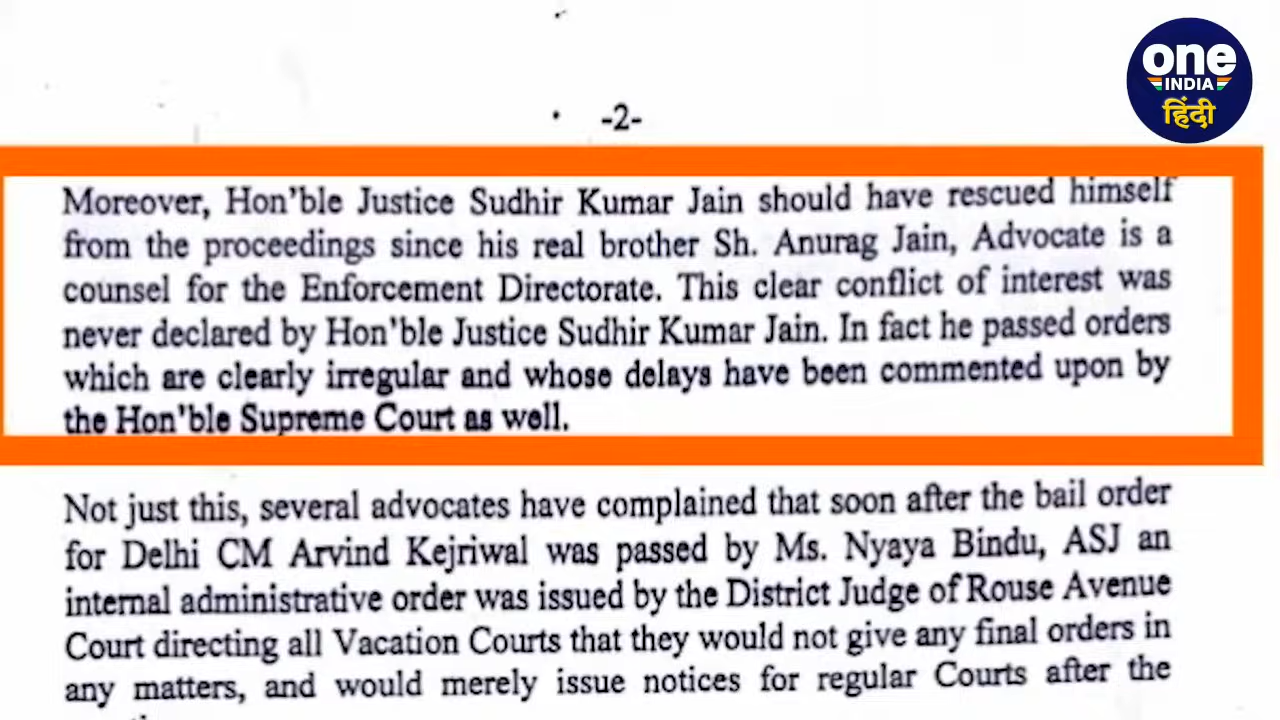 one
INDIA
हिंदी
-2-
Moreover, Hon'ble Justice Sudhir Kumar Jain should have rescued himself
from the proceedings since his real brother Sh. Anurag Jain, Advocate is a
counsel for the Enforcement Directorate. This clear conflict of interest was
never declared by Hon'ble Justice Sudhir Kumar Jain. In fact he passed orders
which are clearly irregular and whose delays have been commented upon by
the Hon'ble Supreme Court as well.
Not just this, several advocates have complained that soon after the bail order
for Delhi CM Arvind Kejriwal was passed by Ms. Nyaya Bindu, ASJ an
internal administrative order was issued by the District Judge of Rouse Avenue
Court directing all Vacation Courts that they would not give any final orders in
any matters, and would merely issue notices for regular Courts after the